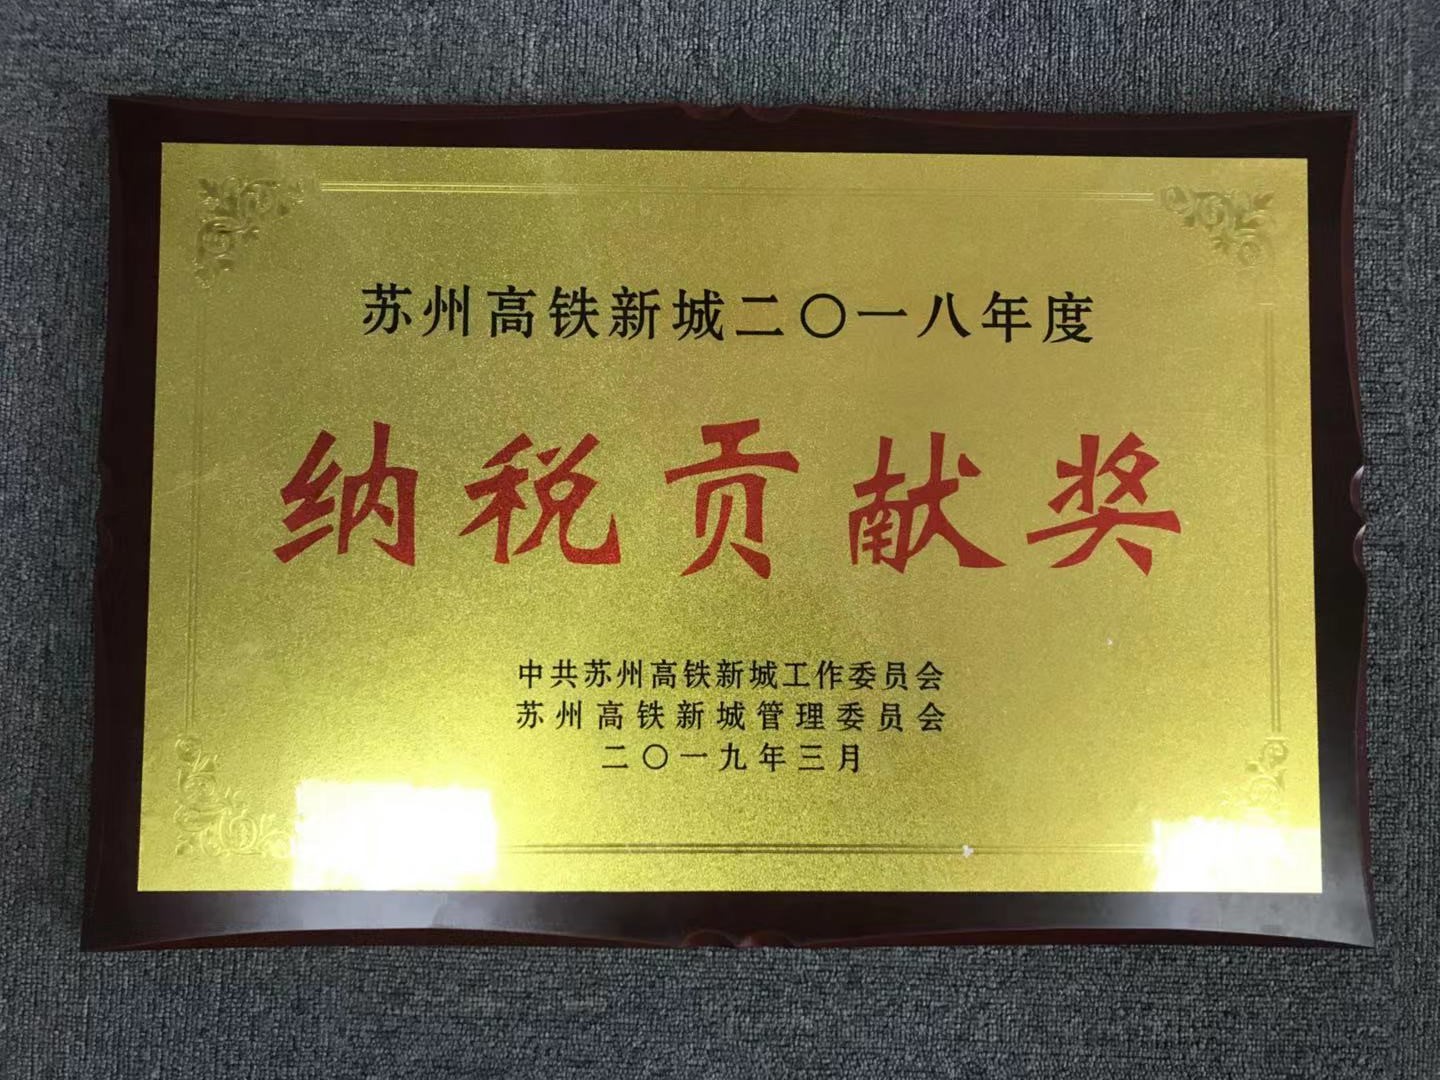 苏州高铁新城二〇一八年度
纳税贡献奖
中共苏州高铁新城工作委员会
苏州高铁新城管理委员会
二〇一九年三月